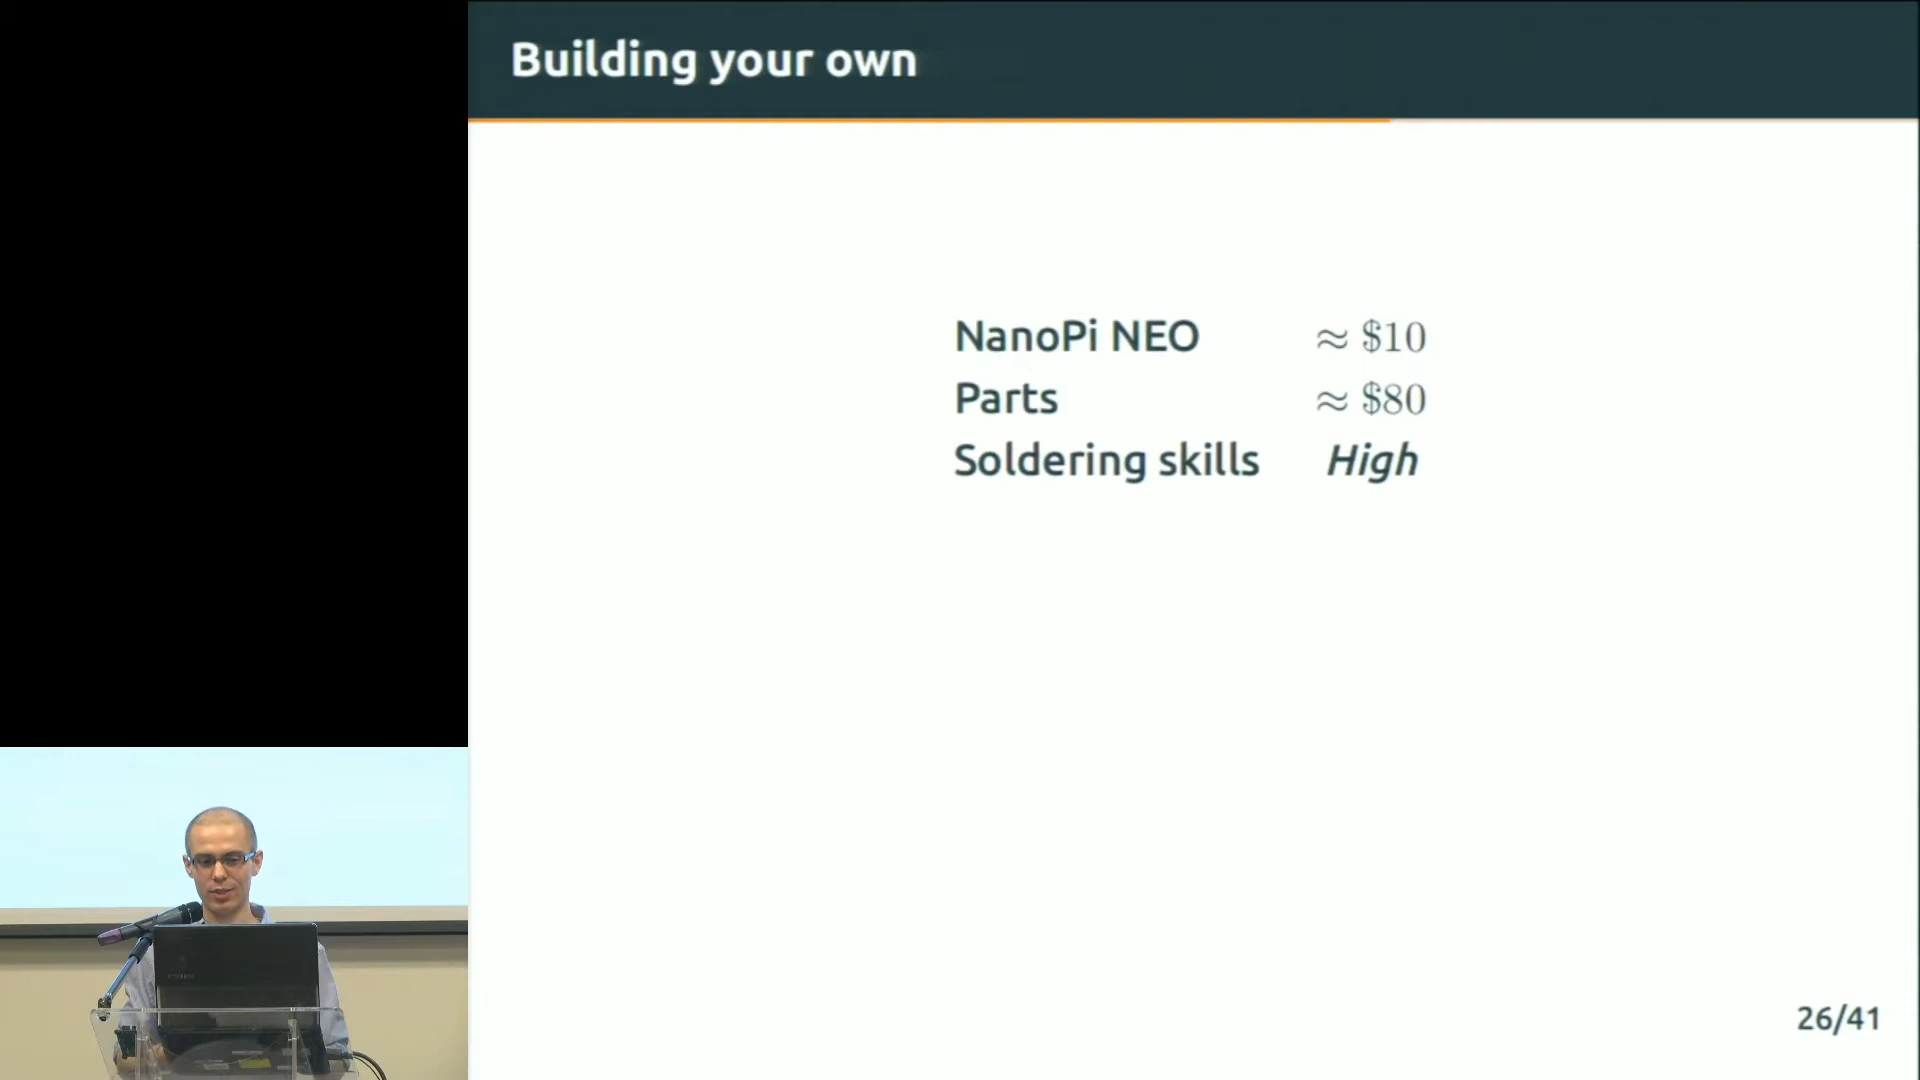 Building your own
NanoPi NEO ≈ $10
Parts ≈ $80
Soldering skills High
26/41